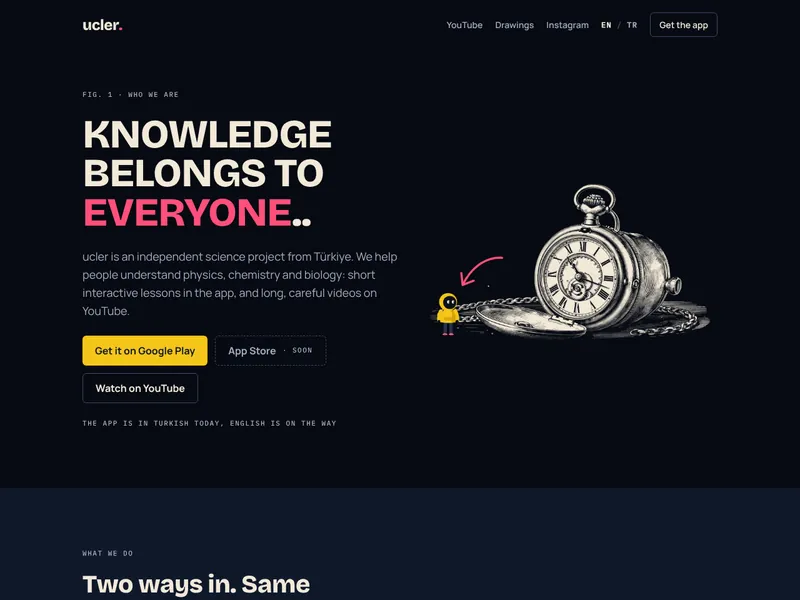 ucler.
YouTube Drawings Instagram EN / TR Get the app
FIG. 1 · WHO WE ARE
KNOWLEDGE
BELONGS TO
EVERYONE..
ucler is an independent science project from Türkiye. We help
people understand physics, chemistry and biology: short
interactive lessons in the app, and long, careful videos on
YouTube.
Get it on Google Play
App Store · SOON
Watch on YouTube
THE APP IS IN TURKISH TODAY, ENGLISH IS ON THE WAY
WHAT WE DO
Two ways in. Same